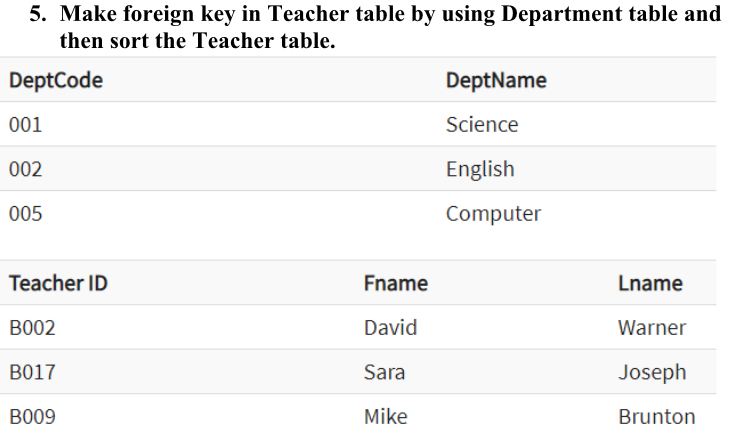 5. Make foreign key in Teacher table by using Department table and
then sort the Teacher table.
DeptCode DeptName
001 Science
002 English
005 Computer
Teacher ID Fname Lname
B002 David Warner
B017 Sara Joseph
B009 Mike Brunton